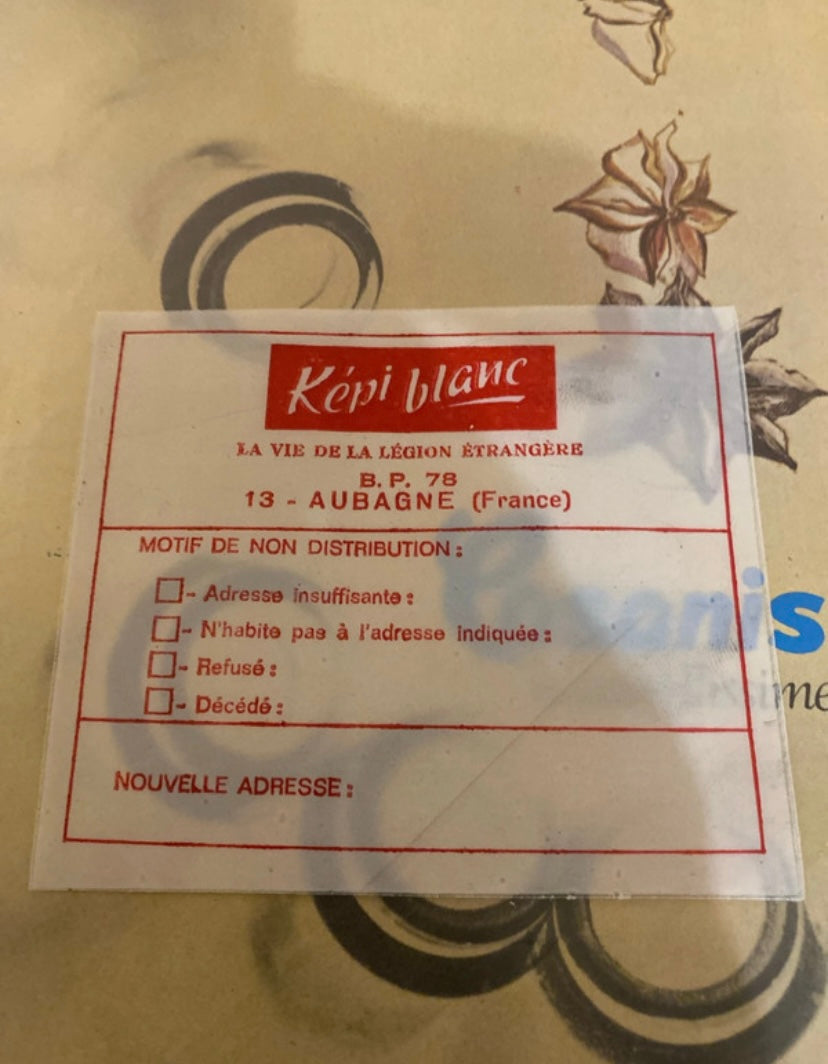 Képi blanc
LA VIE DE LA LÉGION ÉTRANGÈRE
B. P. 78
13 - AUBAGNE (France)
MOTIF DE NON DISTRIBUTION :
- Adresse insuffisante :
- N'habite pas à l'adresse indiquée :
- Refusé :
- Décédé :
NOUVELLE ADRESSE :